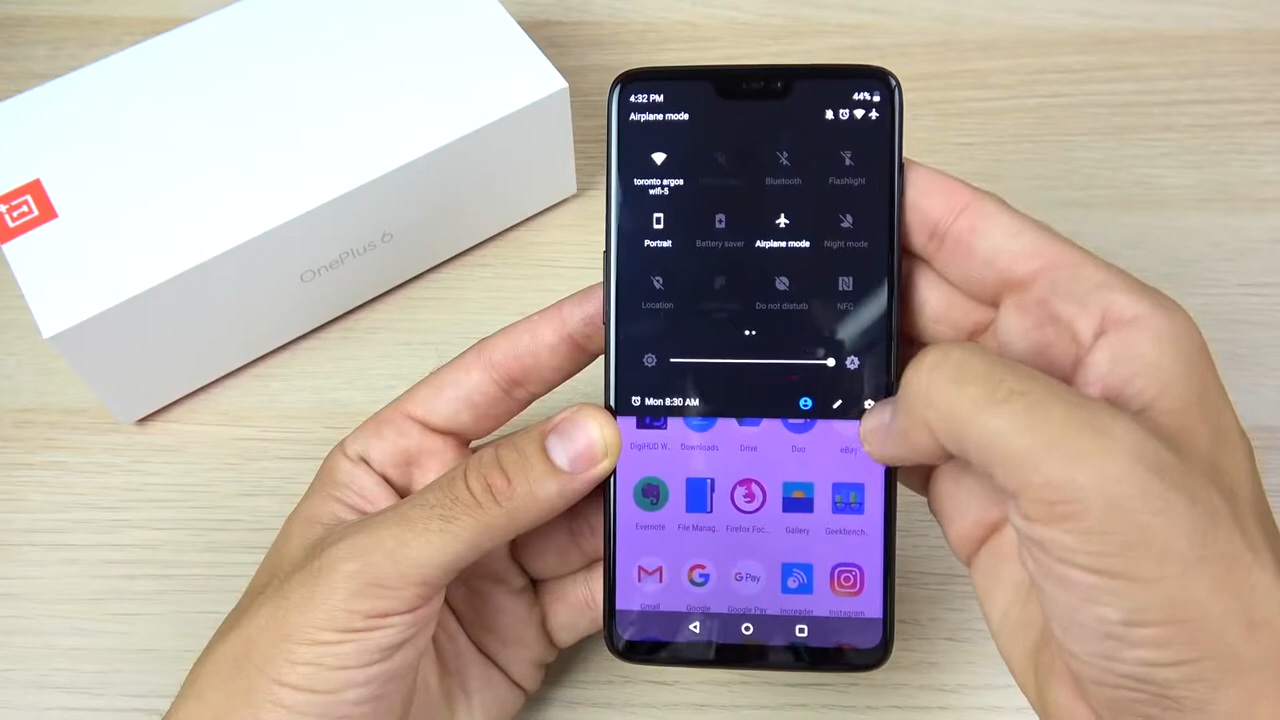 OnePlus 6
4:32 PM
44%
Airplane mode
toronto argos
wifi-5
Bluetooth
Flashlight
Portrait
Battery saver
Airplane mode
Night mode
Location
Do not disturb
NFC
Mon 8:30 AM
DigiHUD W..
Downloads
Drive
Duo
eBay
Evernote
File Manag..
Firefox Foc..
Gallery
Geekbench..
G Pay
Gmail
Google
Google Pay
Inreader
Instagram